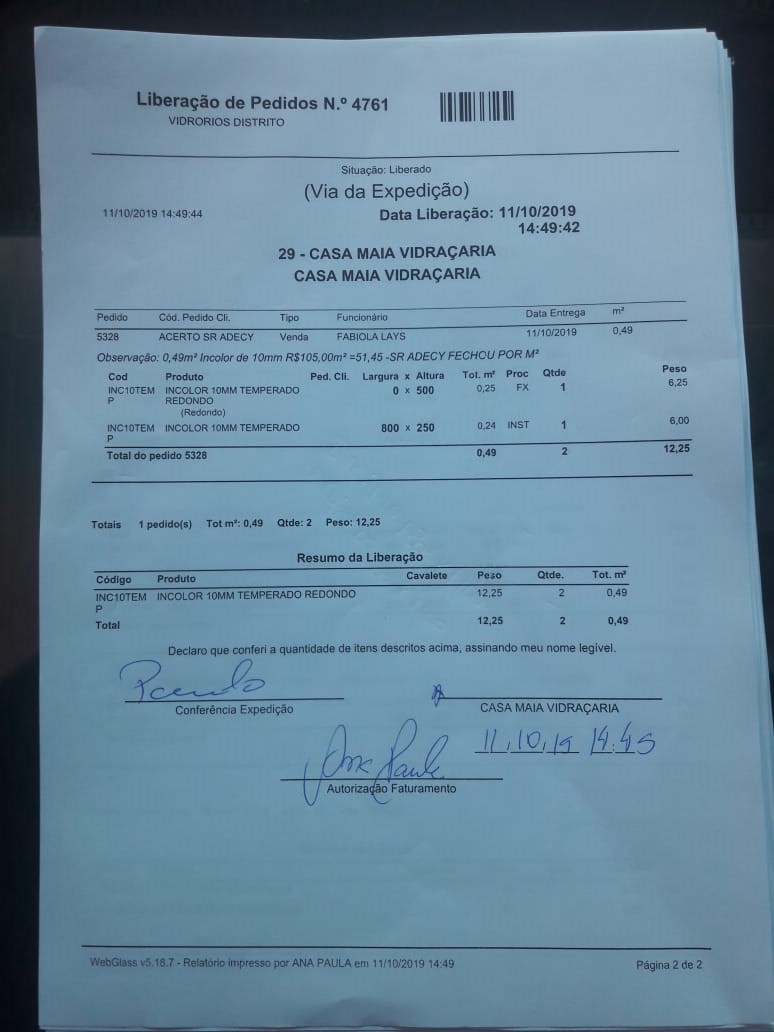 Liberação de Pedidos N.º 4761
VIDRORIOS DISTRITO
Situação: Liberado
(Via da Expedição)
11/10/2019 14:49:44
Data Liberação: 11/10/2019
14:49:42
29 - CASA MAIA VIDRAÇARIA
CASA MAIA VIDRAÇARIA
Pedido Cód. Pedido Cli. Tipo Funcionário Data Entrega m²
5328 ACERTO SR ADECY Venda FABIOLA LAYS 11/10/2019 0,49
Observação: 0,49m² Incolor de 10mm R$105,00m² =51,45 -SR ADECY FECHOU POR M²
Cod Produto Ped. Cli. Largura x Altura Tot. m² Proc Qtde Peso
INC10TEM INCOLOR 10MM TEMPERADO 0 x 500 0,25 FX 1 6,25
P REDONDO
(Redondo)
INC10TEM INCOLOR 10MM TEMPERADO 800 x 250 0,24 INST 1 6,00
P
Total do pedido 5328 0,49 2 12,25
Totais 1 pedido(s) Tot m²: 0,49 Qtde: 2 Peso: 12,25
Resumo da Liberação
Código Produto Cavalete Peso Qtde. Tot. m²
INC10TEM INCOLOR 10MM TEMPERADO REDONDO 12,25 2 0,49
P
Total 12,25 2 0,49
Declaro que conferi a quantidade de itens descritos acima, assinando meu nome legível.
Conferência Expedição
CASA MAIA VIDRAÇARIA
11,10,19 14:45
Ana Paula
Autorização Faturamento
WebGlass v5.18.7 - Relatório impresso por ANA PAULA em 11/10/2019 14:49
Página 2 de 2